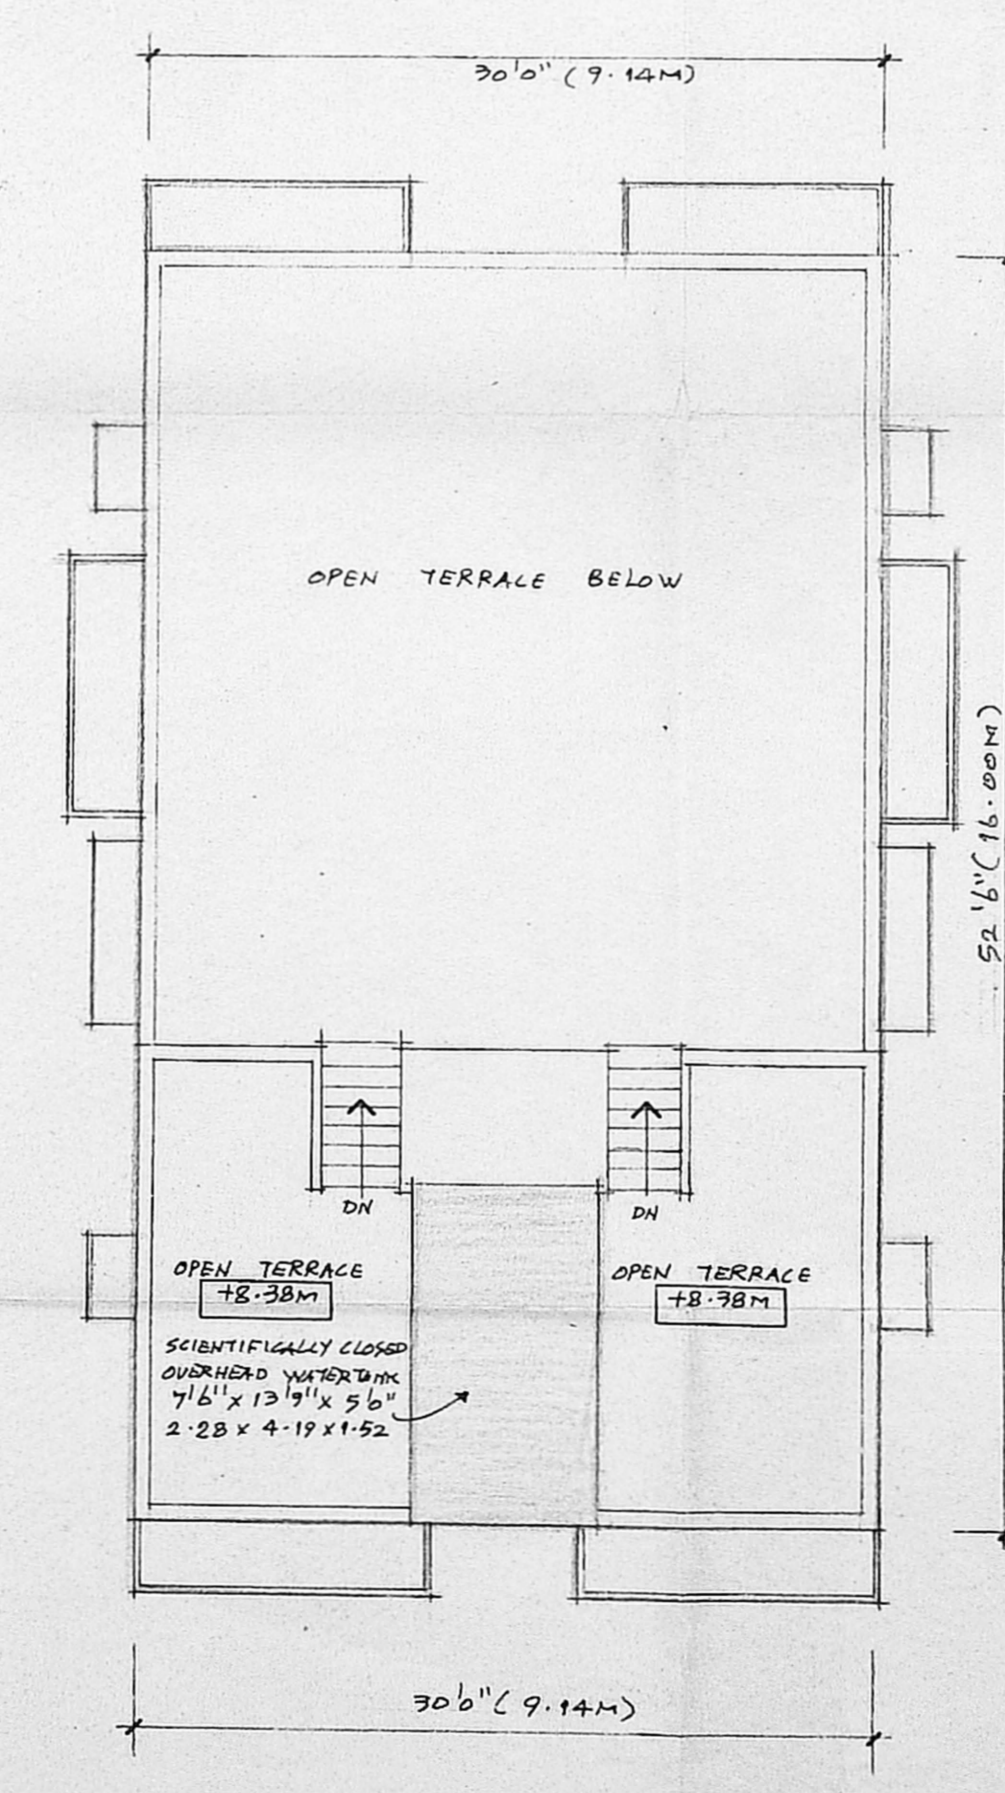 30'0" (9.14M)
OPEN TERRACE BELOW
52'6" (16.00M)
DN
DN
OPEN TERRACE
+8.38M
OPEN TERRACE
+8.38M
SCIENTIFICALLY CLOSED
OVERHEAD WATERTANK
7'6" x 13'9" x 5'0"
2.28 x 4.19 x 1.52
30'0" (9.14M)